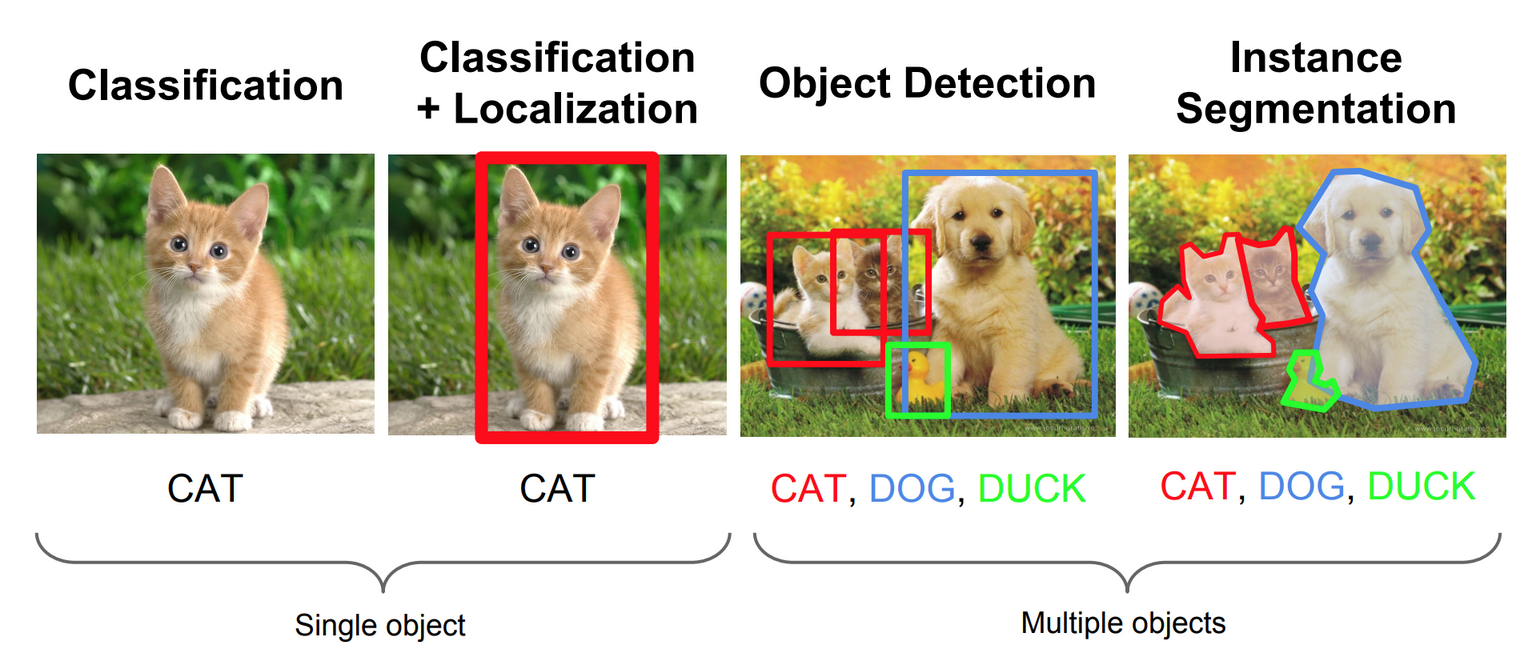 Classification
Classification
+ Localization
Object Detection
Instance
Segmentation
CAT
CAT
CAT, DOG, DUCK
CAT, DOG, DUCK
Single object
Multiple objects